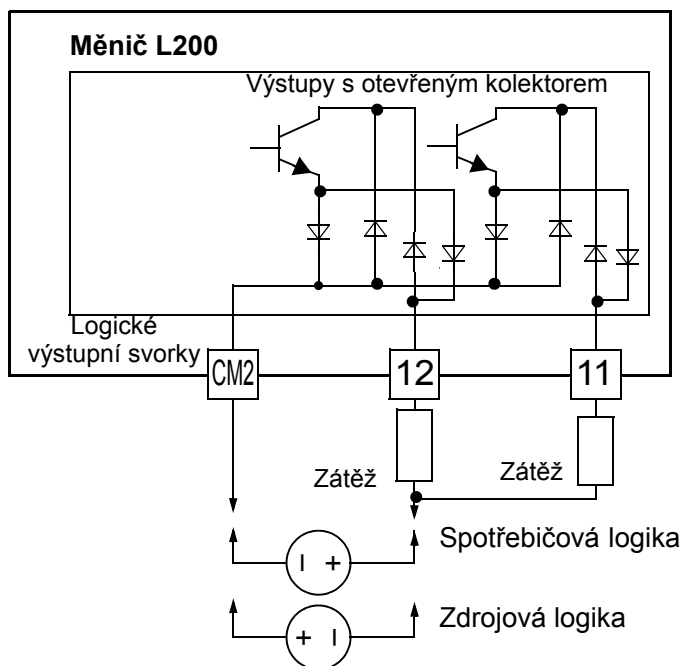 Měnič L200
Výstupy s otevřeným kolektorem
Logické
výstupní svorky
CM2
12
11
Zátěž
Zátěž
Spotřebičová logika
– +
Zdrojová logika
+ –